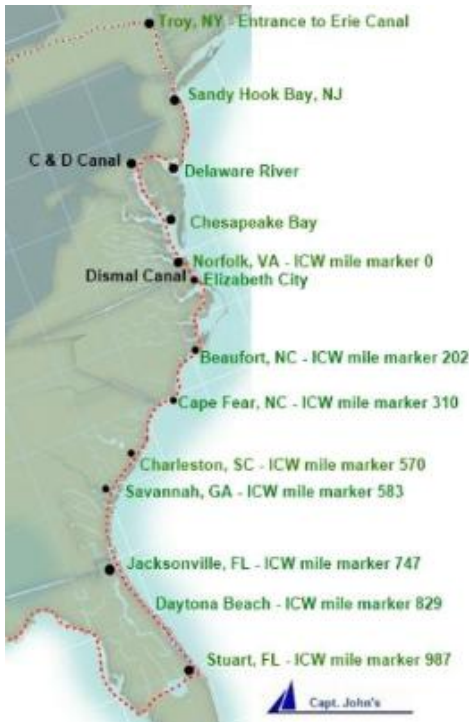 Troy, NY - Entrance to Erie Canal
Sandy Hook Bay, NJ
C & D Canal
Delaware River
Chesapeake Bay
Norfolk, VA - ICW mile marker 0
Dismal Canal
Elizabeth City
Beaufort, NC - ICW mile marker 202
Cape Fear, NC - ICW mile marker 310
Charleston, SC - ICW mile marker 570
Savannah, GA - ICW mile marker 583
Jacksonville, FL - ICW mile marker 747
Daytona Beach - ICW mile marker 829
Stuart, FL - ICW mile marker 987
Capt. John's